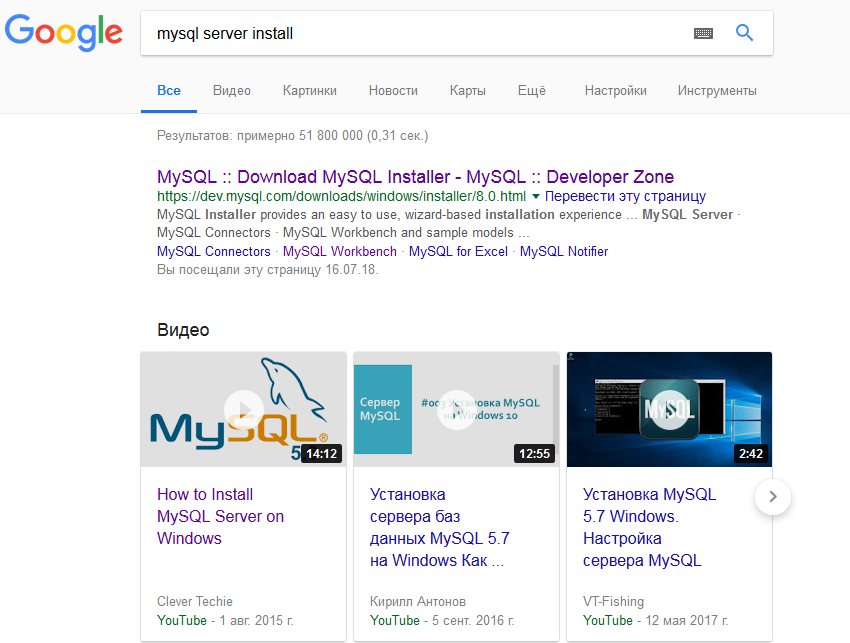 Google
mysql server install
Все Видео Картинки Новости Карты Ещё Настройки Инструменты
Результатов: примерно 51 800 000 (0,31 сек.)
MySQL :: Download MySQL Installer - MySQL :: Developer Zone
https://dev.mysql.com/downloads/windows/installer/8.0.html Перевести эту страницу
MySQL Installer provides an easy to use, wizard-based installation experience ... MySQL Server ·
MySQL Connectors · MySQL Workbench and sample models ...
MySQL Connectors · MySQL Workbench · MySQL for Excel · MySQL Notifier
Вы посещали эту страницу 16.07.18.
Видео
MySQL®
5
14:12
How to Install
MySQL Server on
Windows
Clever Techie
YouTube - 1 авг. 2015 г.
Сервер
MySQL
#003 Установка MySQL
на Windows 10
12:55
Установка
сервера баз
данных MySQL 5.7
на Windows Как ...
Кирилл Антонов
YouTube - 5 сент. 2016 г.
MySQL
2:42
Установка MySQL
5.7 Windows.
Настройка
сервера MySQL
VT-Fishing
YouTube - 12 мая 2017 г.